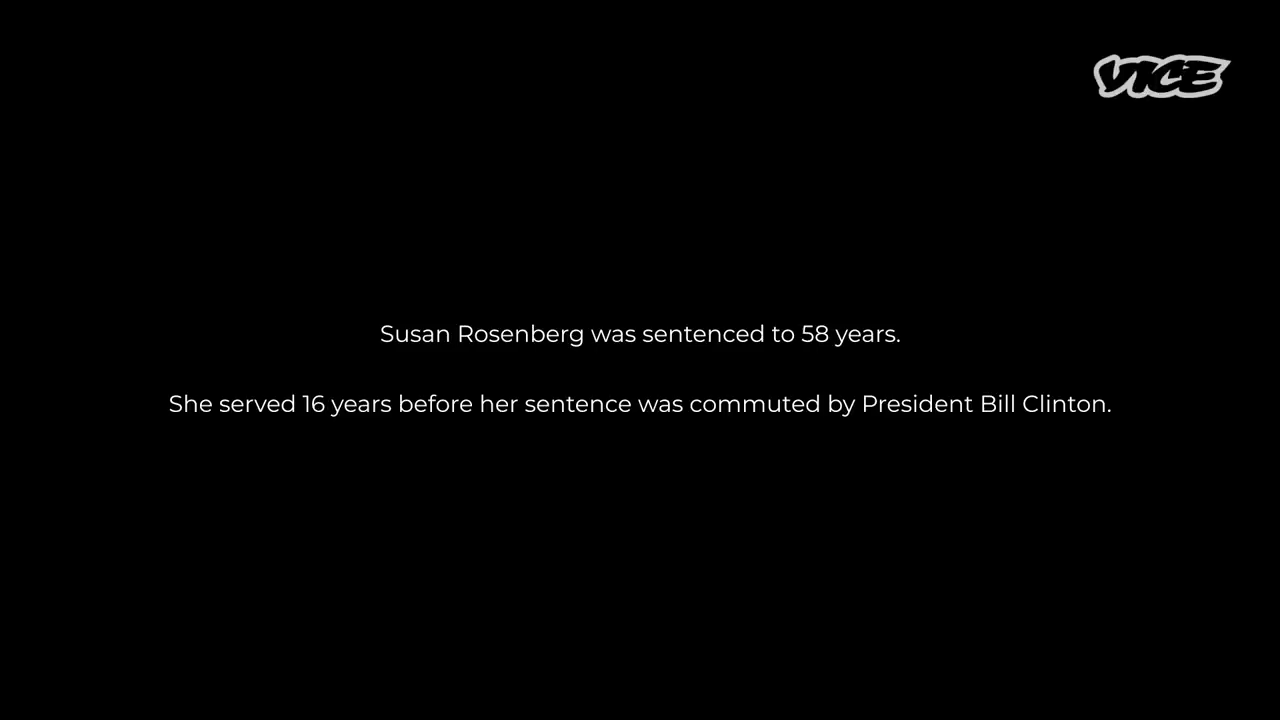 VICE
Susan Rosenberg was sentenced to 58 years.
She served 16 years before her sentence was commuted by President Bill Clinton.